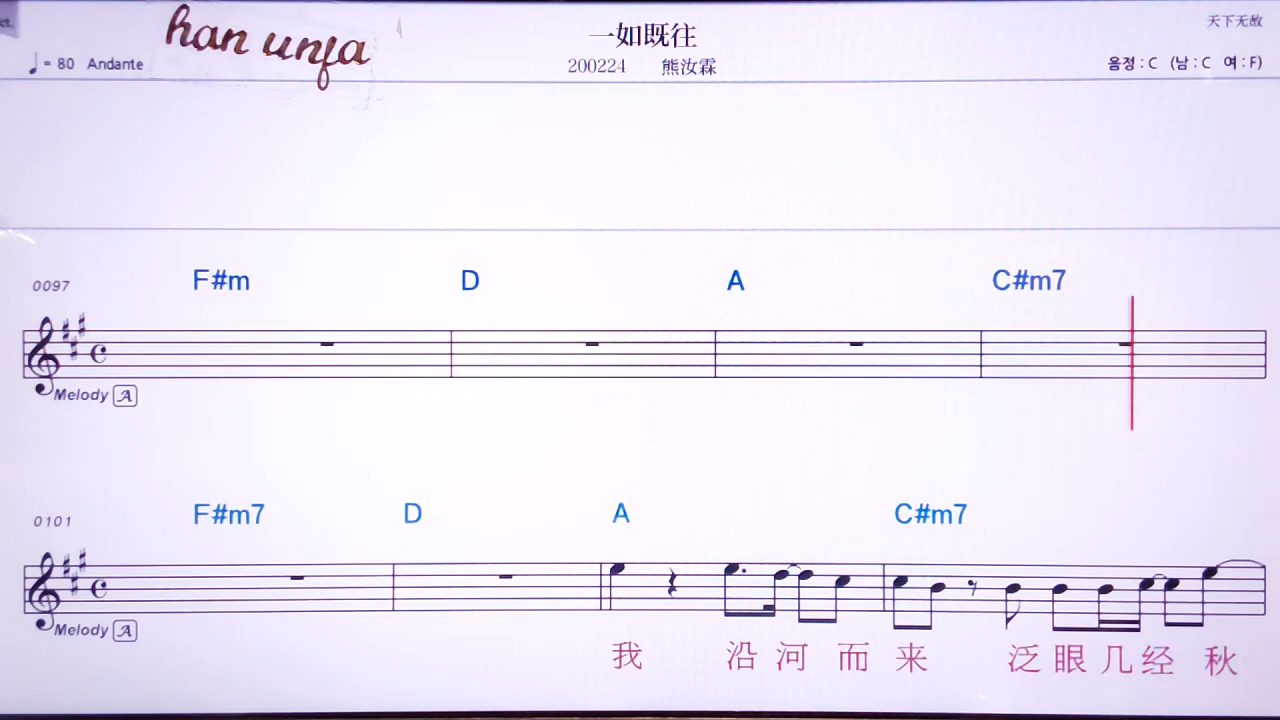 han unfa
一如既往
天下无敌
♩= 80 Andante
200224 熊汝霖
음정 : C (남 : C 여 : F)
0097 F#m D A C#m7
Melody A
0101 F#m7 D A C#m7
Melody A
我 沿 河 而 来 泛 眼 几 经 秋